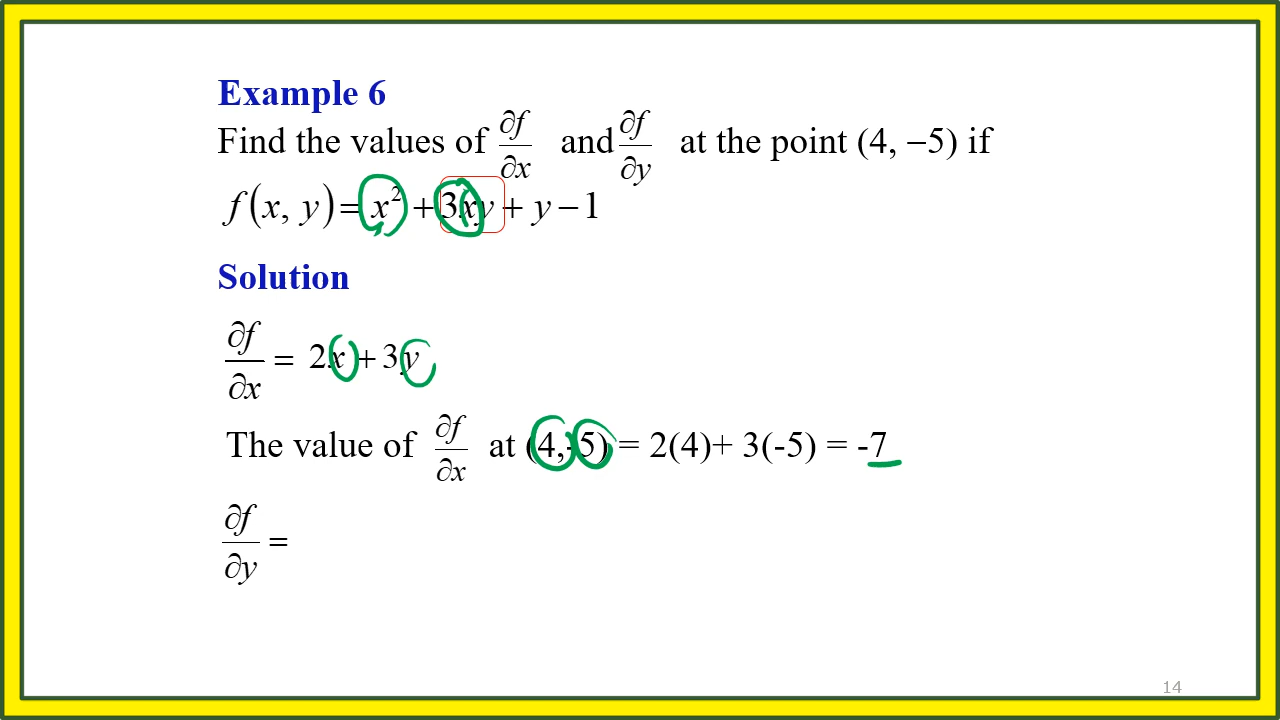 Example 6
Find the values of ∂f/∂x and ∂f/∂y at the point (4, −5) if
f(x, y) = x² + 3xy + y − 1
Solution
∂f/∂x = 2x + 3y
The value of ∂f/∂x at (4,-5) = 2(4)+ 3(-5) = -7
∂f/∂y =
14